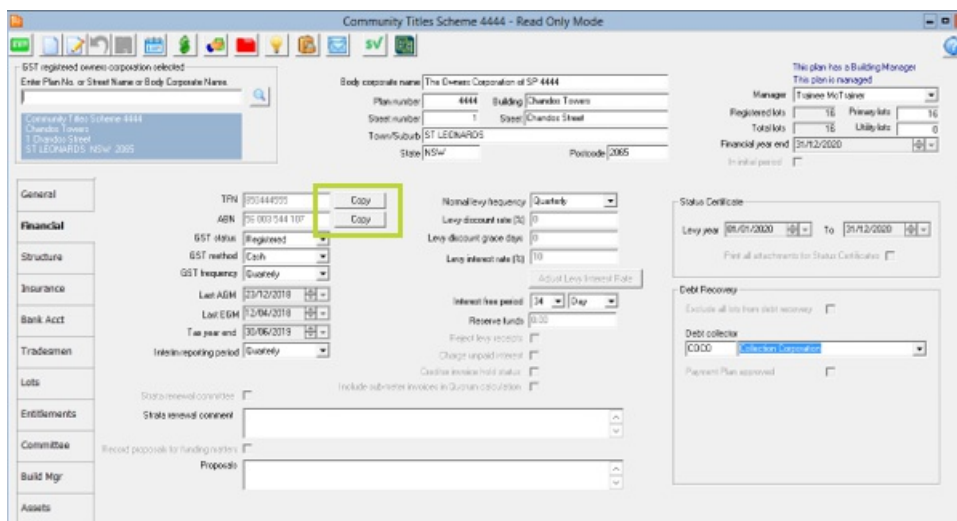 Community Titles Scheme 4444 - Read Only Mode
GST registered owners corporation selected
Enter Plan No. or Street Name or Body Corporate Name
Community Titles Scheme 4444
Chandos Towers
1 Chandos Street
ST LEONARDS NSW 2065
Body corporate name The Owners Corporation of SP 4444
Plan number 4444 Building Chandos Towers
Street number 1 Street Chandos Street
Town/Suburb ST LEONARDS
State NSW Postcode 2065
This plan has a Building Manager
This plan is managed
Manager Trainee McTrainer
Registered lots 16 Primary lots 16
Total lots 16 Utility lots 0
Financial year end 31/12/2020
In initial period
General
Financial
Structure
Insurance
Bank Acct
Tradesmen
Lots
Entitlements
Committee
Build Mgr
Assets
TFN Copy
ABN Copy
GST status Registered
GST method Cash
GST frequency Quarterly
Last AGM 23/12/2018
Last EGM 12/04/2018
Tax year end 30/06/2019
Interim reporting period Quarterly
Strata renewal committee
Strata renewal comment
Record proposals for funding matters
Proposals
Normal levy frequency Quarterly
Levy discount rate (%) 0
Levy discount grace days 0
Levy interest rate (%) 10
Adjust Levy Interest Rate
Interest free period 34 Day
Reserve funds 0.00
Reject levy receipts
Charge unpaid interest
Creditor invoice hold status
Include sub-meter invoices in Quorum calculation
Status Certificate
Levy year 01/01/2020 To 31/12/2020
Print all attachments for Status Certificates
Debt Recovery
Exclude all lots from debt recovery
Debt collector
COCO Collection Corporation
Payment Plan approved